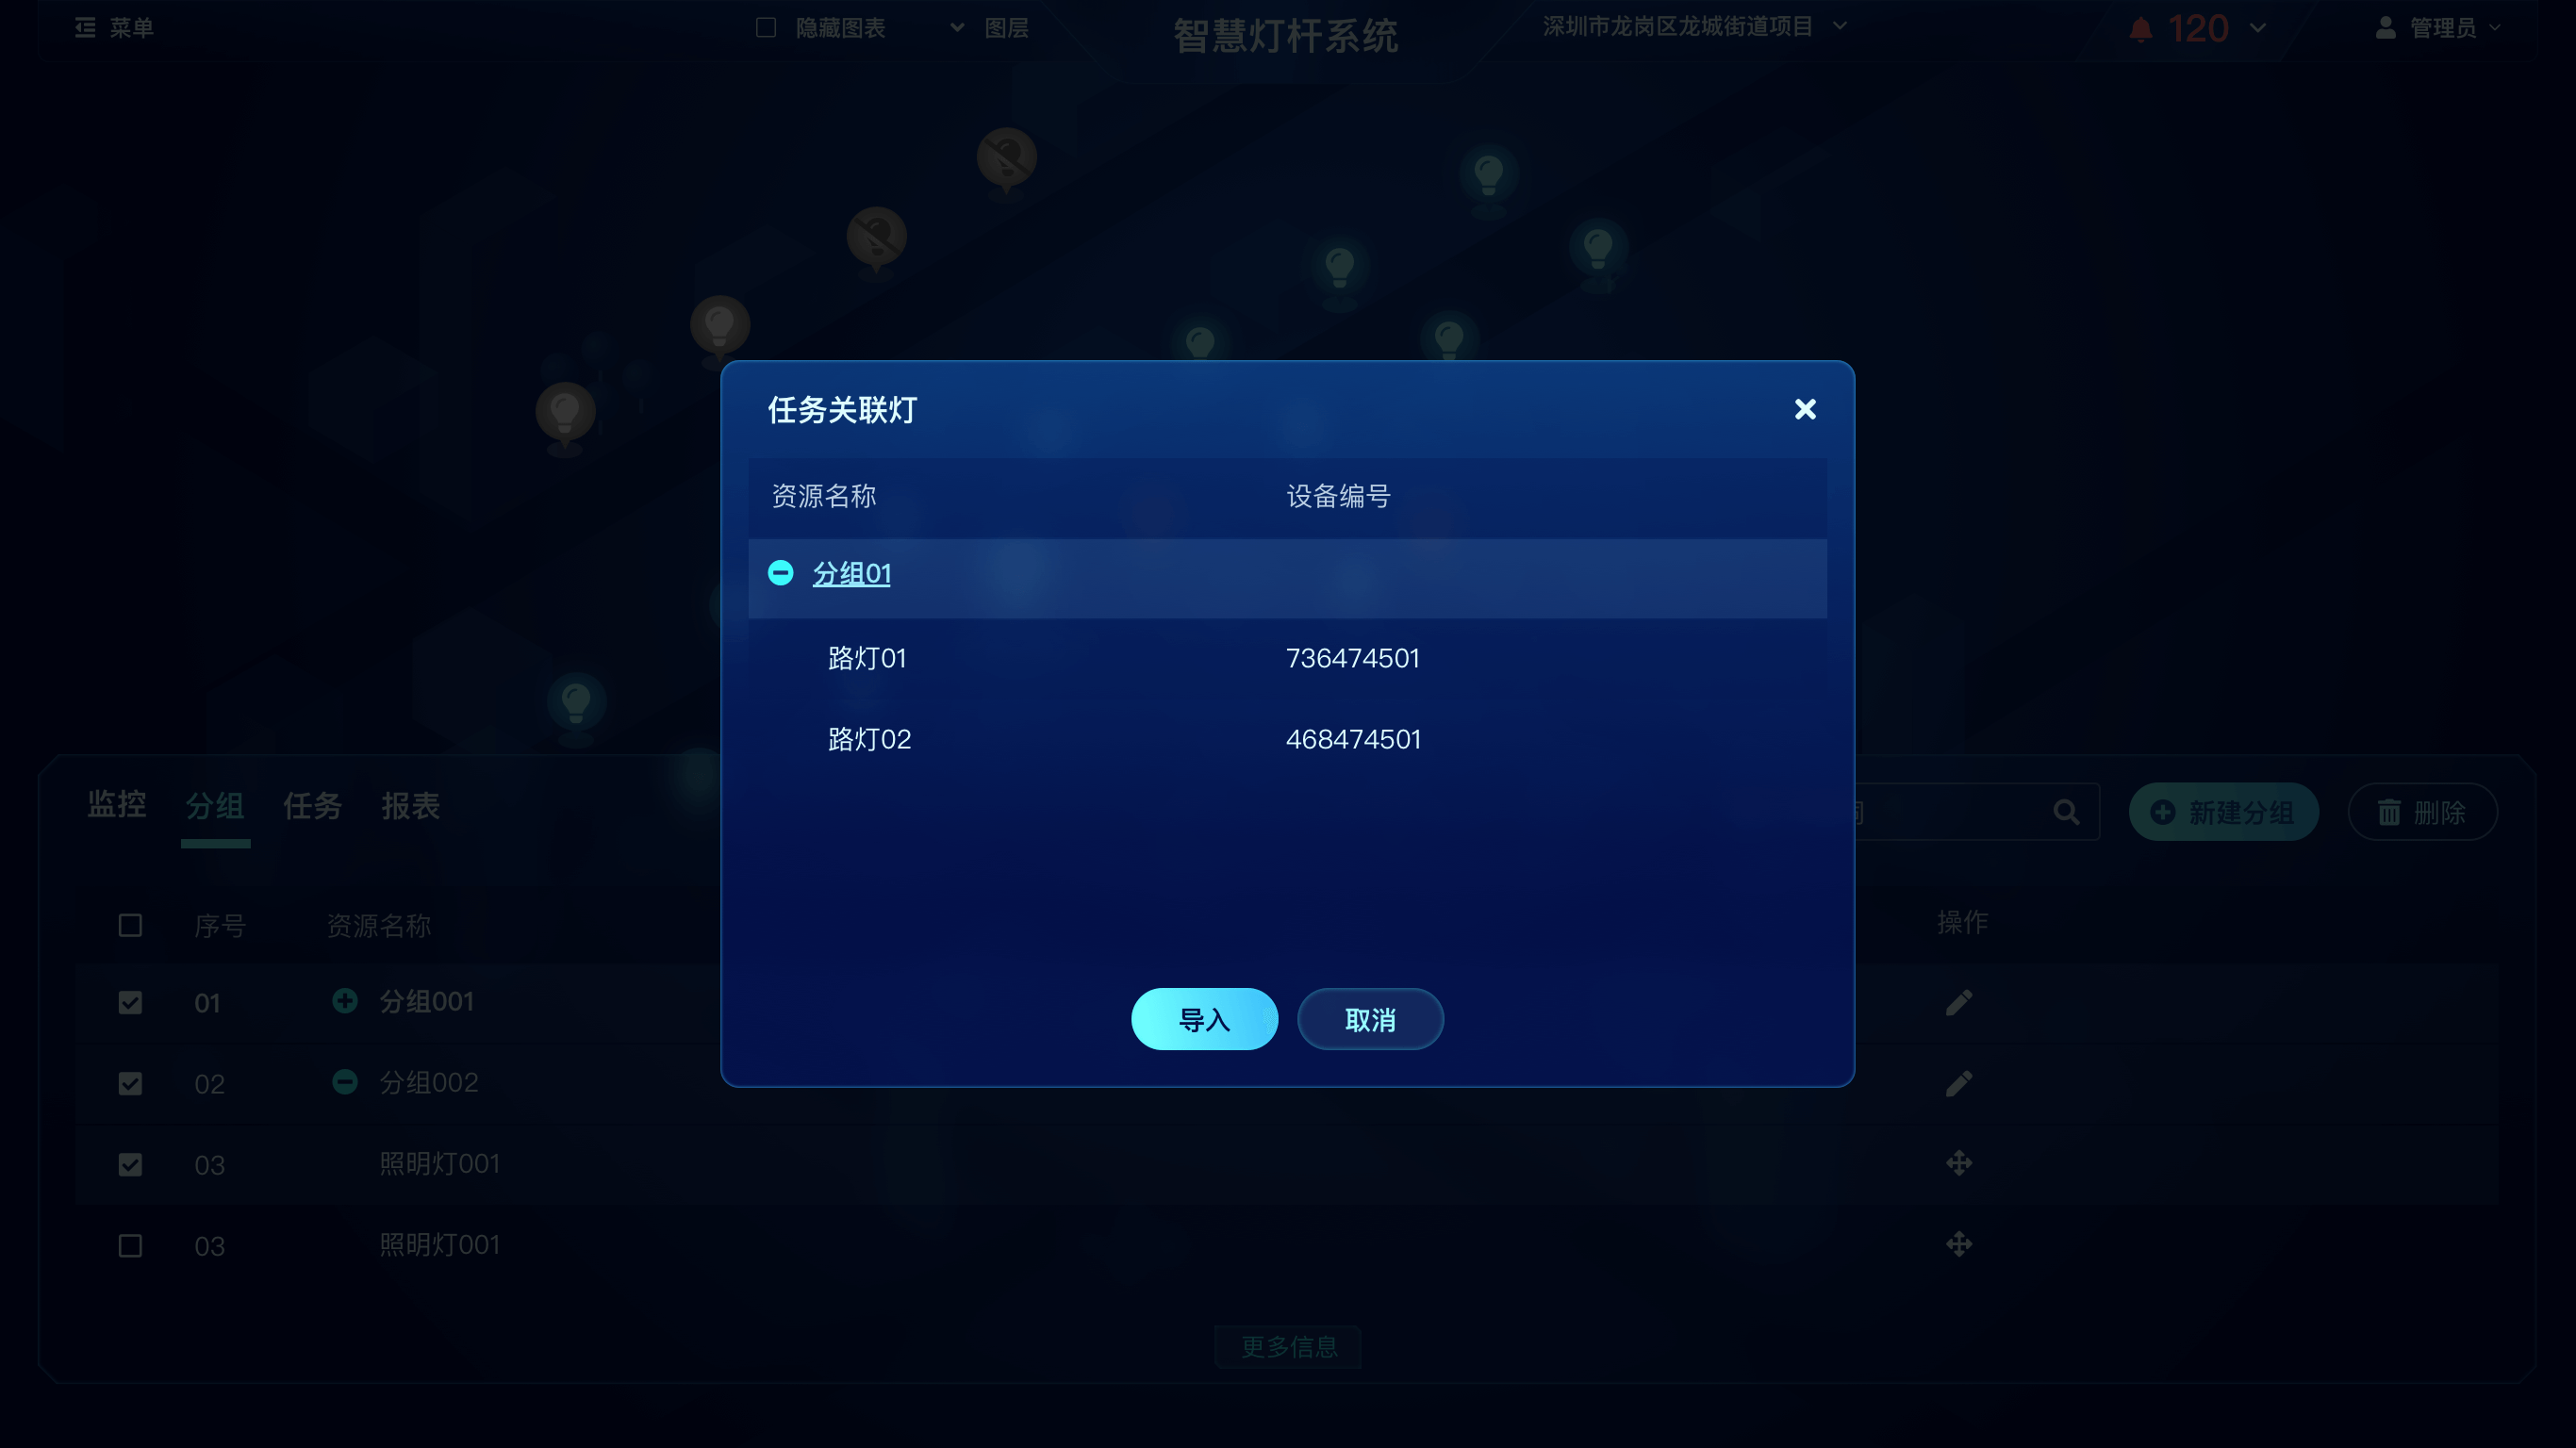 菜单
隐藏图表
图层
智慧灯杆系统
深圳市龙岗区龙城街道项目
120
管理员
任务关联灯
资源名称 设备编号
分组01
路灯01 736474501
路灯02 468474501
导入 取消
监控 分组 任务 报表
新建分组 删除
序号 资源名称 操作
01 分组001
02 分组002
03 照明灯001
03 照明灯001
更多信息